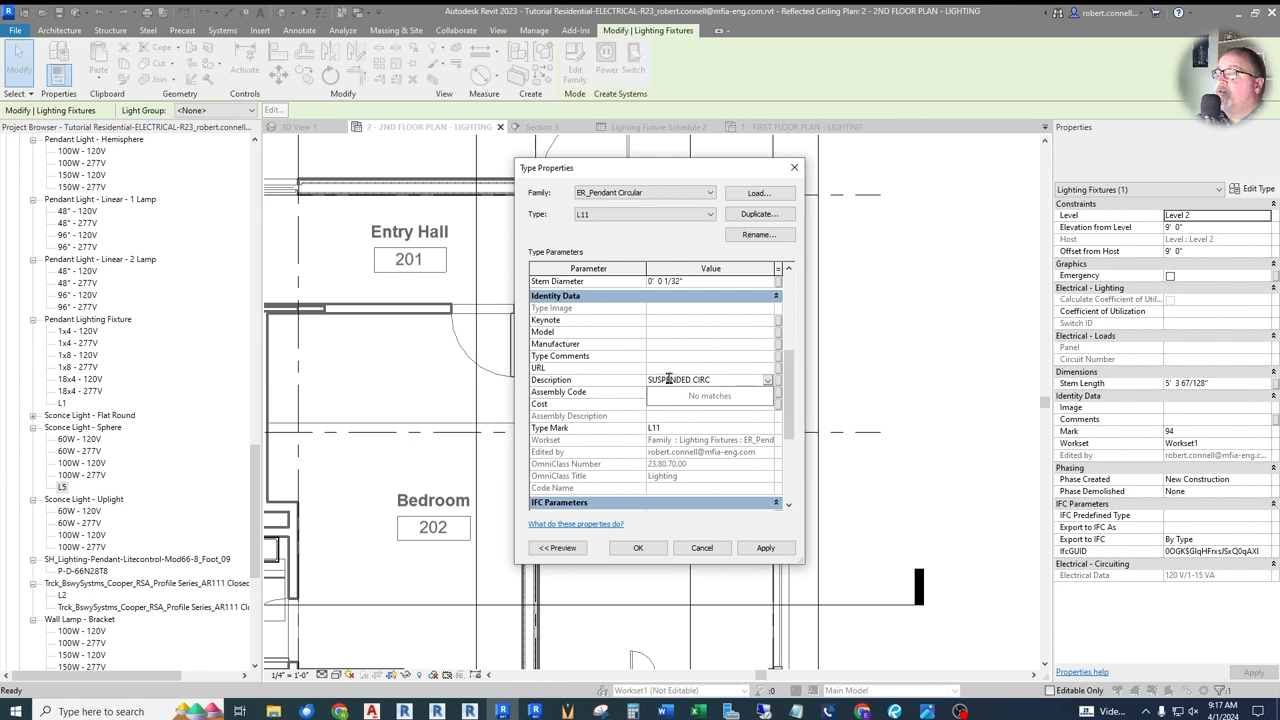 Autodesk Revit 2023 - Tutorial Residential-ELECTRICAL-R23_robert.connell@mfia-eng.com.rvt - Reflected Ceiling Plan: 2 - 2ND FLOOR PLAN - LIGHTING
robert.connell...
File Architecture Structure Steel Precast Systems Insert Annotate Analyze Massing & Site Collaborate View Manage Add-Ins Modify | Lighting Fixtures
Modify Paste Cope Cut Join Activate Edit Family Power Switch
Select Properties Clipboard Geometry Controls Modify View Measure Create Mode Create Systems
Modify | Lighting Fixtures Light Group: <None> Edit...
Project Browser - Tutorial Residential-ELECTRICAL-R23_robert.connell...
3D View 1 2 - 2ND FLOOR PLAN - LIGHTING Section 3 Lighting Fixture Schedule 2 1 - FIRST FLOOR PLAN - LIGHTING
Pendant Light - Hemisphere
100W - 120V
100W - 277V
150W - 120V
150W - 277V
Pendant Light - Linear - 1 Lamp
48" - 120V
48" - 277V
96" - 120V
96" - 277V
Pendant Light - Linear - 2 Lamp
48" - 120V
48" - 277V
96" - 120V
96" - 277V
Pendant Lighting Fixture
1x4 - 120V
1x4 - 277V
1x8 - 120V
1x8 - 277V
18x4 - 120V
18x4 - 277V
L1
Sconce Light - Flat Round
Sconce Light - Sphere
60W - 120V
60W - 277V
100W - 120V
100W - 277V
L5
Sconce Light - Uplight
60W - 120V
60W - 277V
100W - 120V
100W - 277V
SH_Lighting-Pendant-Litecontrol-Mod66-8_Foot_09
P-D-66N28T8
Trck_BswySystms_Cooper_RSA_Profile Series_AR111 Closed
L2
Trck_BswySystms_Cooper_RSA_Profile Series_AR111 Closed
Wall Lamp - Bracket
100W - 120V
100W - 277V
150W - 120V
150W - 277V
Entry Hall
201
Bedroom
202
Type Properties
Family: ER_Pendant Circular Load...
Type: L11 Duplicate...
Rename...
Type Parameters
Parameter Value =
Stem Diameter 0' 0 1/32"
Identity Data
Type Image
Keynote
Model
Manufacturer
Type Comments
URL
Description SUSPENDED CIRC
Assembly Code No matches
Cost
Assembly Description
Type Mark L11
Workset Family : Lighting Fixtures : ER_Pend
Edited by robert.connell@mfia-eng.com
OmniClass Number 23.80.70.00
OmniClass Title Lighting
Code Name
IFC Parameters
What do these properties do?
<< Preview OK Cancel Apply
Properties
Lighting Fixtures (1) Edit Type
Constraints
Level Level 2
Elevation from Level 9' 0"
Host Level : Level 2
Offset from Host 9' 0"
Graphics
Emergency
Electrical - Lighting
Calculate Coefficient of Util...
Coefficient of Utilization
Switch ID
Electrical - Loads
Panel
Circuit Number
Dimensions
Stem Length 5' 3 67/128"
Identity Data
Image
Comments
Mark 94
Workset Workset1
Edited by robert.connell@mfia-eng...
Phasing
Phase Created New Construction
Phase Demolished None
IFC Parameters
IFC Predefined Type
Export to IFC As
Export to IFC By Type
IfcGUID 0OGK$GIqHFrxsJSxQ0qAXI
Electrical - Circuiting
Electrical Data 120 V/1-15 VA
Properties help Apply
1/4" = 1'-0"
Ready Workset1 (Not Editable) :0 Main Model Editable Only :1
Type here to search Vide... 9:17 AM
4/1/2024